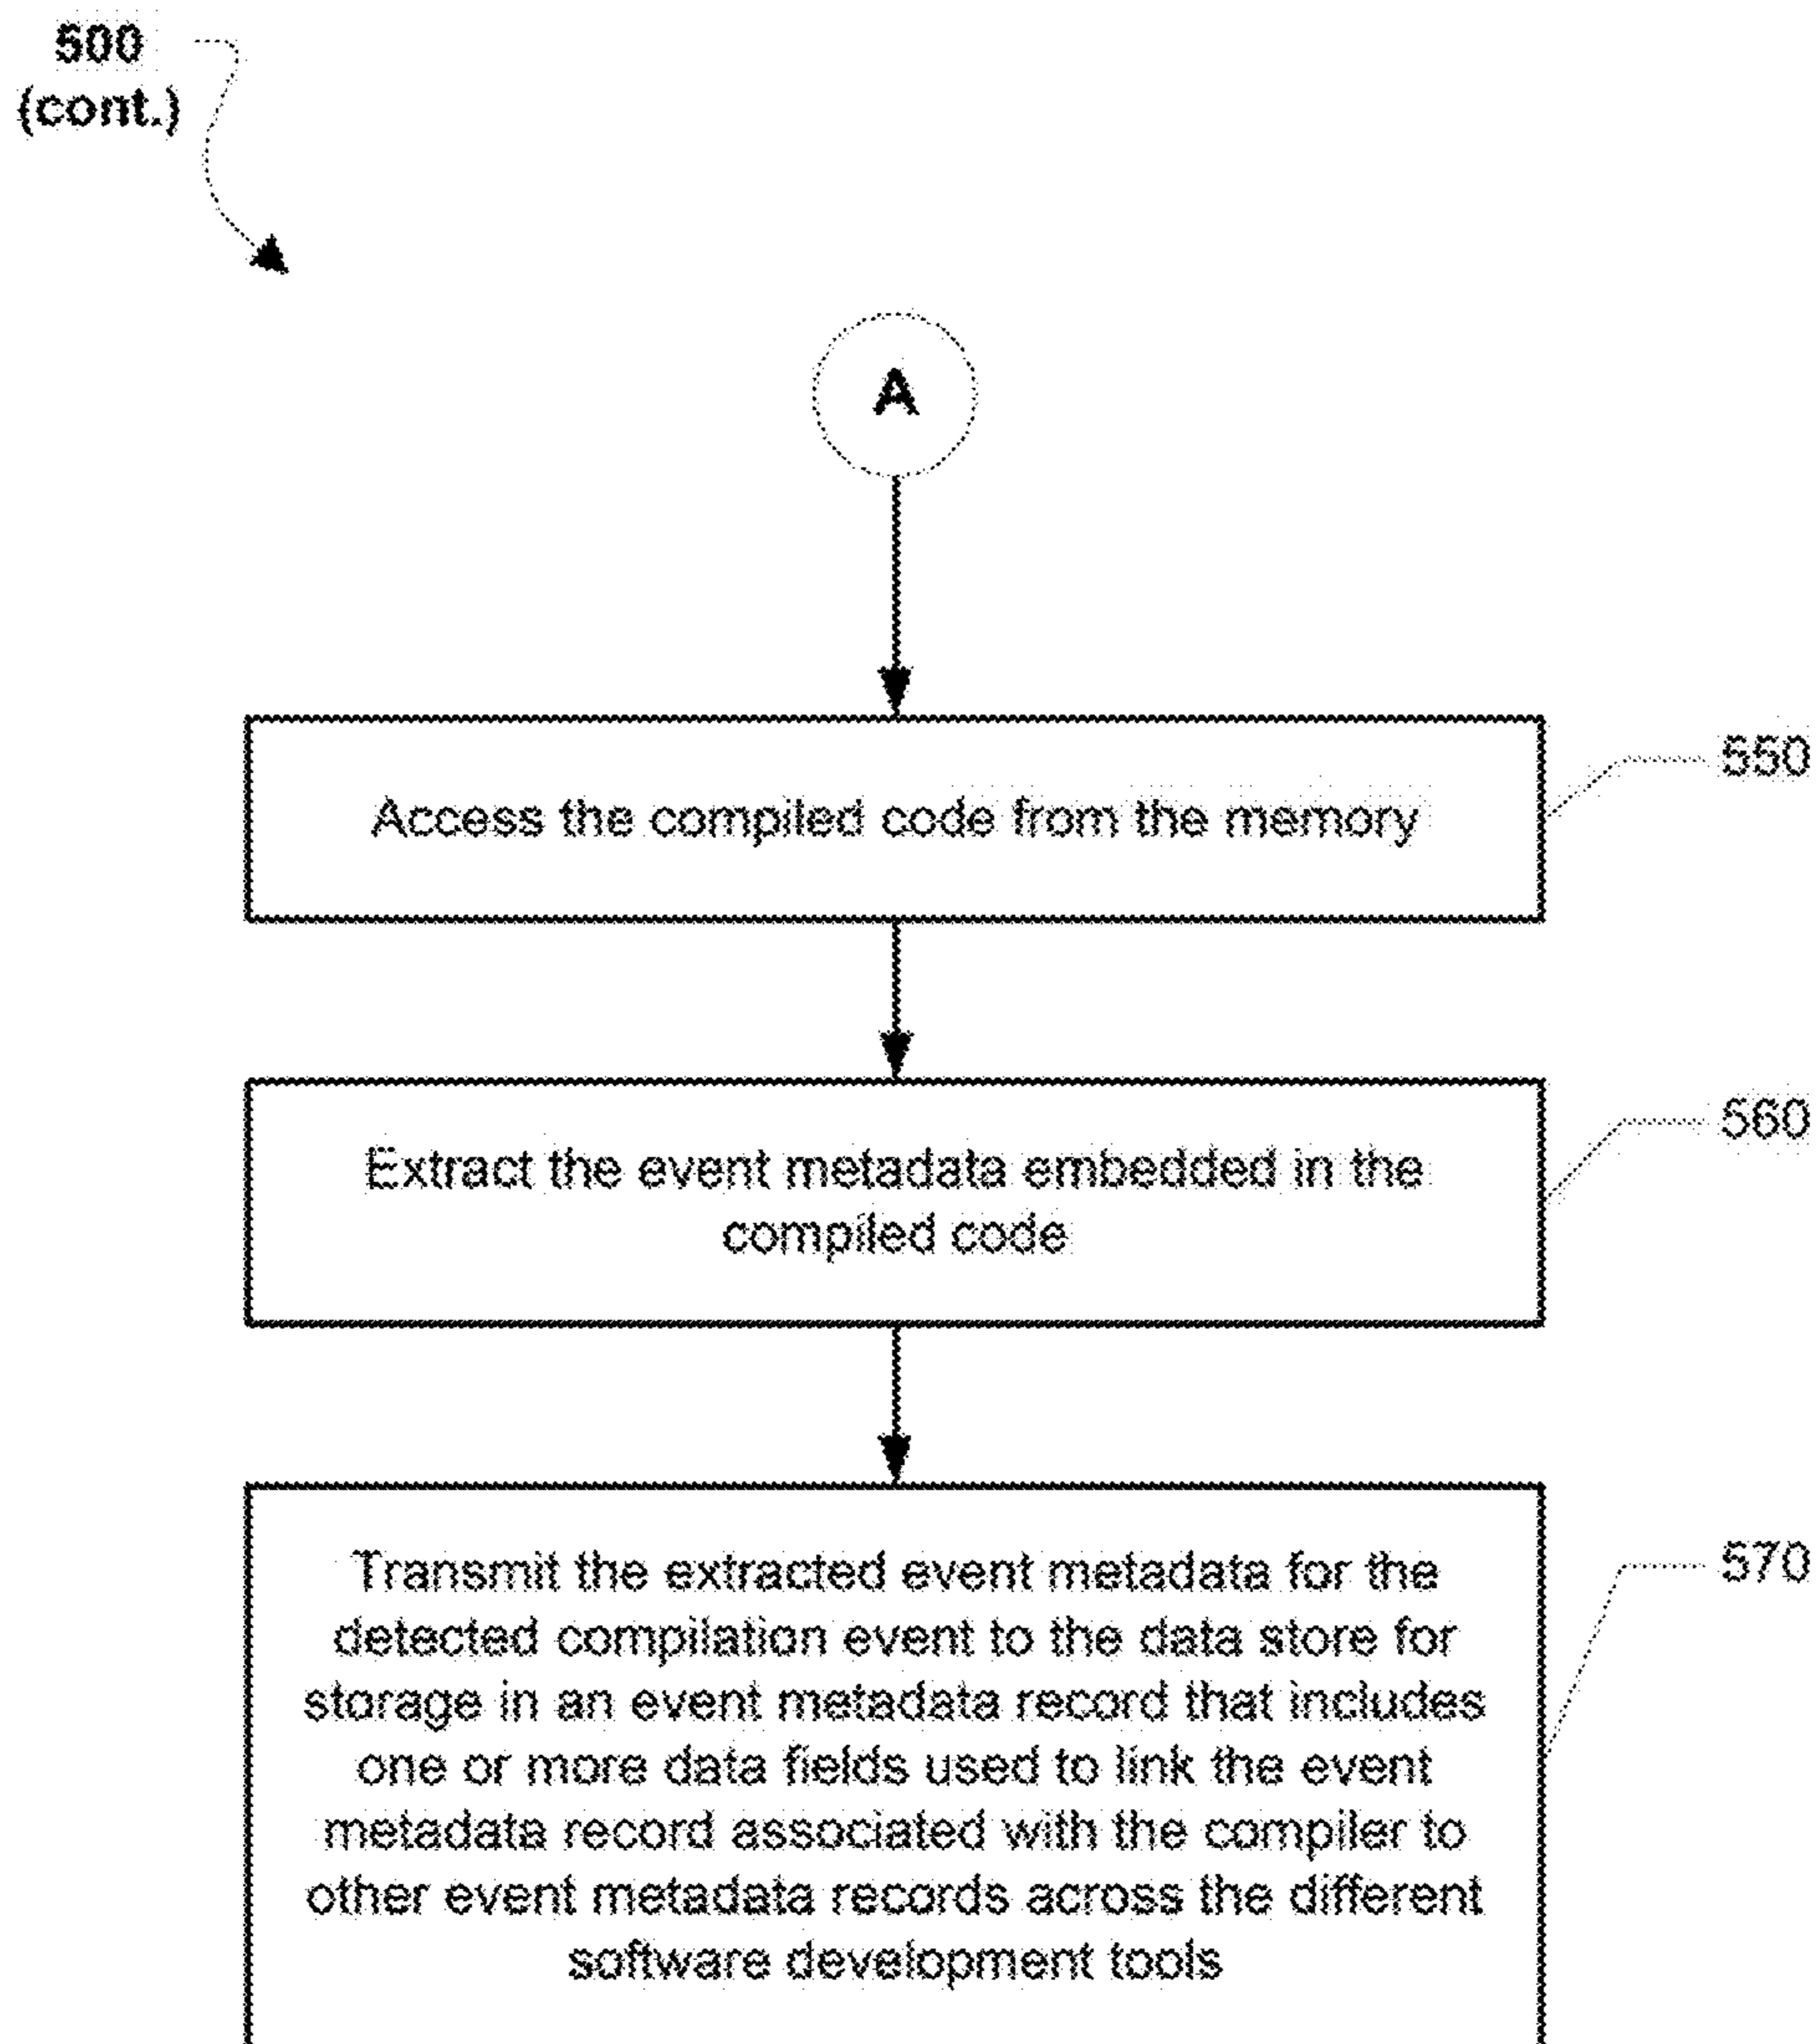 500
(cont.)
A
Access the compiled code from the memory
550
Extract the event metadata embedded in the
compiled code
560
Transmit the extracted event metadata for the
detected compilation event to the data store for
storage in an event metadata record that includes
one or more data fields used to link the event
metadata record associated with the compiler to
other event metadata records across the different
software development tools
570